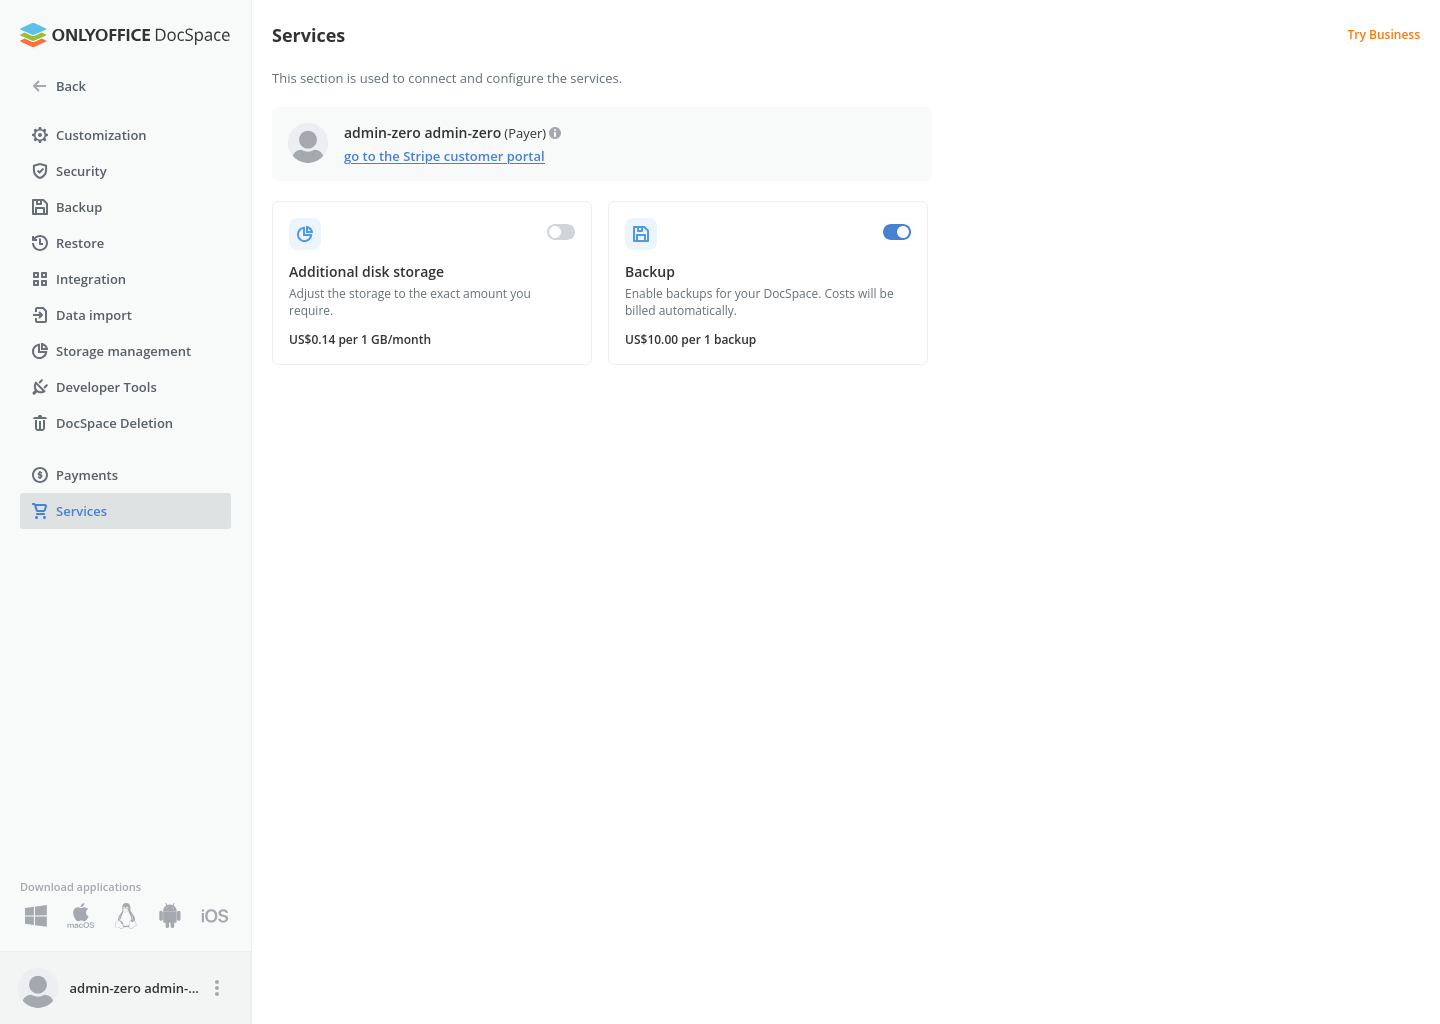 ONLYOFFICE DocSpace
Back
Customization
Security
Backup
Restore
Integration
Data import
Storage management
Developer Tools
DocSpace Deletion
Payments
Services
Download applications
macOS
iOS
admin-zero admin-...
Services
Try Business
This section is used to connect and configure the services.
admin-zero admin-zero (Payer)
go to the Stripe customer portal
Additional disk storage
Adjust the storage to the exact amount you
require.
US$0.14 per 1 GB/month
Backup
Enable backups for your DocSpace. Costs will be
billed automatically.
US$10.00 per 1 backup